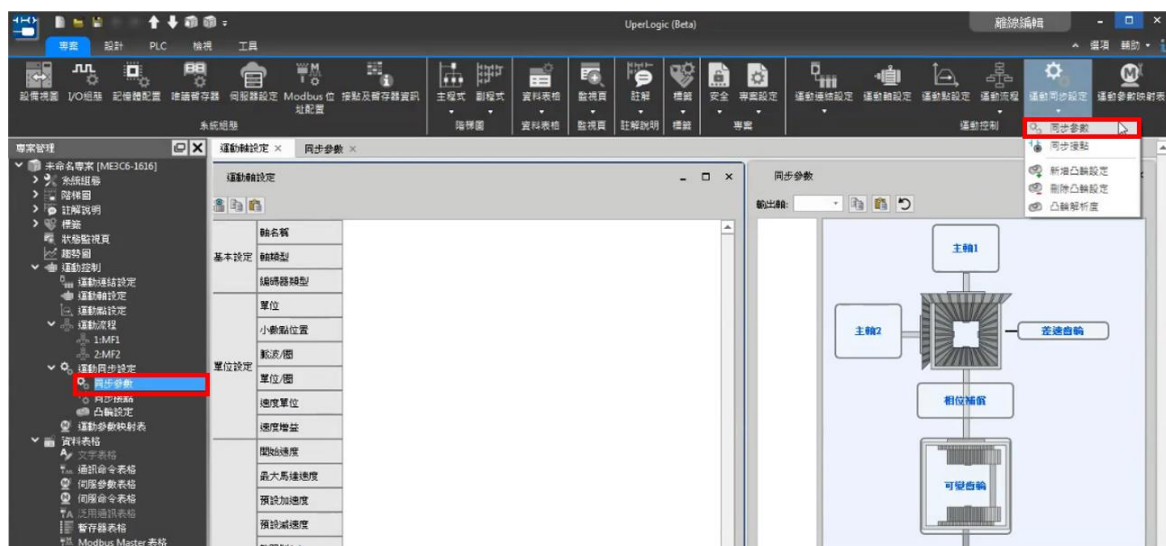 UperLogic (Beta)
離線編輯
專案 設計 PLC 檢視 工具
選項 輔助
設備視圖 I/O組態 記憶體配置 堆鋪暫存器 伺服器設定 Modbus 位址配置 接點及暫存器資訊
主程式 副程式 資料表格 監視頁 註解 標籤 安全 專案設定
運動連結設定 運動軸設定 運動點設定 運動流程 運動同步設定 運動參數映射表
系統組態 階梯圖 資料表格 監視頁 註解說明 標籤 專案 運動控制
同步參數
同步接點
新增凸輪設定
刪除凸輪設定
凸輪解析度
專案管理
未命名專案 [ME3C6-1616]
系統組態
階梯圖
註解說明
標籤
狀態監視頁
趨勢圖
運動控制
運動連結設定
運動軸設定
運動點設定
運動流程
1:MF1
2:MF2
運動同步設定
同步參數
同步接點
凸輪設定
運動參數映射表
資料表格
文字表格
通訊命令表格
伺服參數表格
伺服命令表格
泛用通訊表格
暫存器表格
Modbus Master 表格
運動軸設定 × 同步參數 ×
運動軸設定
基本設定
軸名稱
軸類型
編碼器類型
單位設定
單位
小數點位置
脈波/圈
單位/圈
速度單位
速度增益
開始速度
最大馬達速度
預設加速度
預設減速度
同步參數
輸出軸:
主軸1
主軸2
差速齒輪
相位補償
可變齒輪